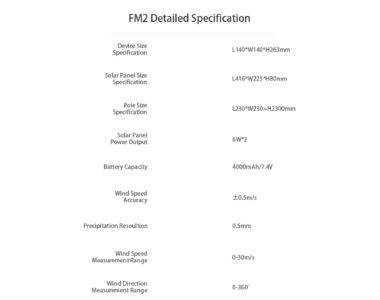 FM2 Detailed Specification
Device Size
Specification
L140*W140*H263mm
Solar Panel Size
Specification
L416*W225*H80mm
Pole Size
Specification
L230*W230*H2300mm
Solar Panel
Power Output
6W*2
Battery Capacity
4000mAh/7.4V
Wind Speed
Accuracy
±0.5m/s
Precipitation Resoultion
0.5mm
Wind Speed
Measurement Range
0-30m/s
Wind Direction
Measurement Range
0-360°